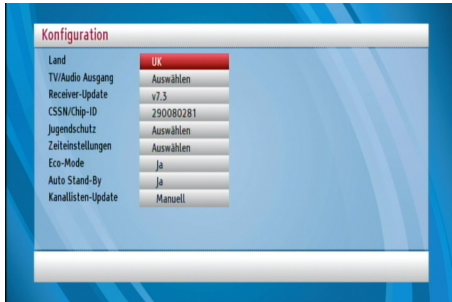 Konfiguration
Land UK
TV/Audio Ausgang Auswählen
Receiver-Update v7.3
CSSN/Chip-ID 290080281
Jugendschutz Auswählen
Zeiteinstellungen Auswählen
Eco-Mode Ja
Auto Stand-By Ja
Kanallisten-Update Manuell